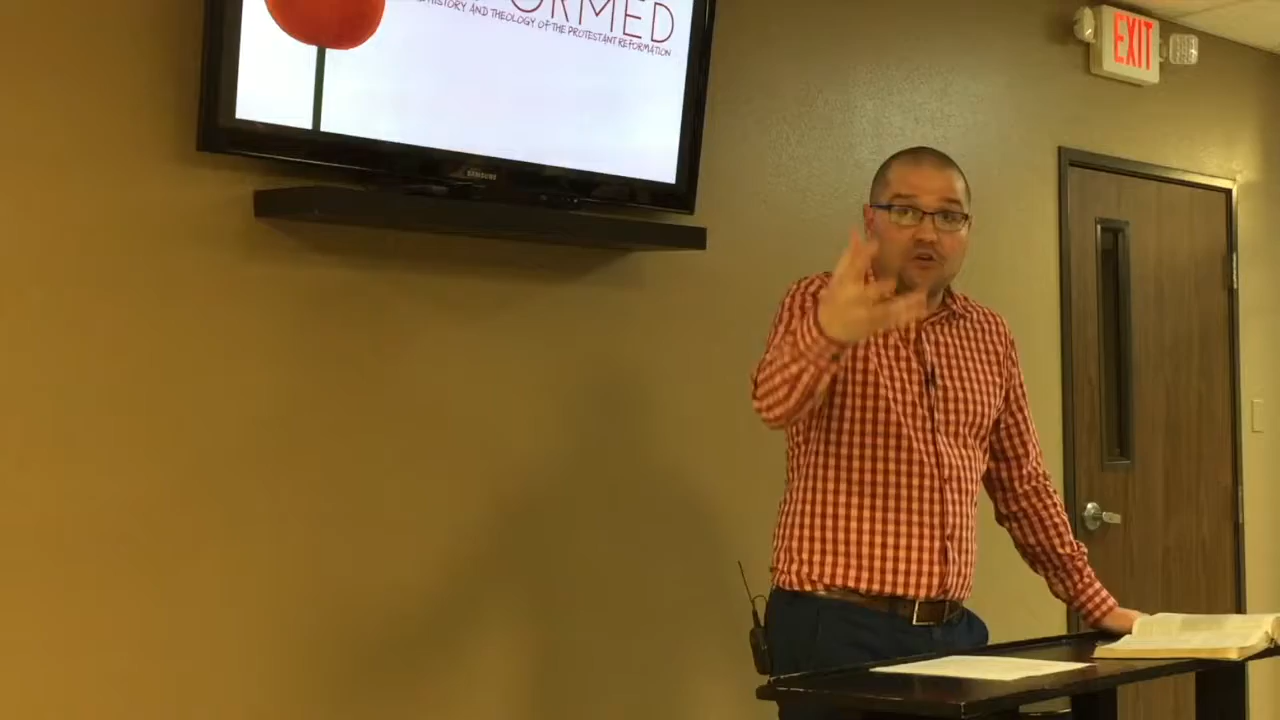 ORMED
HISTORY AND THEOLOGY OF THE PROTESTANT REFORMATION
SAMSUNG
EXIT